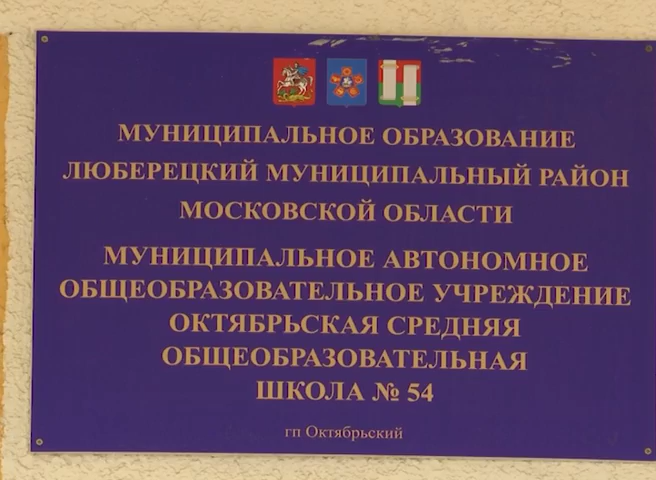 МУНИЦИПАЛЬНОЕ ОБРАЗОВАНИЕ
ЛЮБЕРЕЦКИЙ МУНИЦИПАЛЬНЫЙ РАЙОН
МОСКОВСКОЙ ОБЛАСТИ
МУНИЦИПАЛЬНОЕ АВТОНОМНОЕ
ОБЩЕОБРАЗОВАТЕЛЬНОЕ УЧРЕЖДЕНИЕ
ОКТЯБРЬСКАЯ СРЕДНЯЯ
ОБЩЕОБРАЗОВАТЕЛЬНАЯ
ШКОЛА № 54
гп Октябрьский